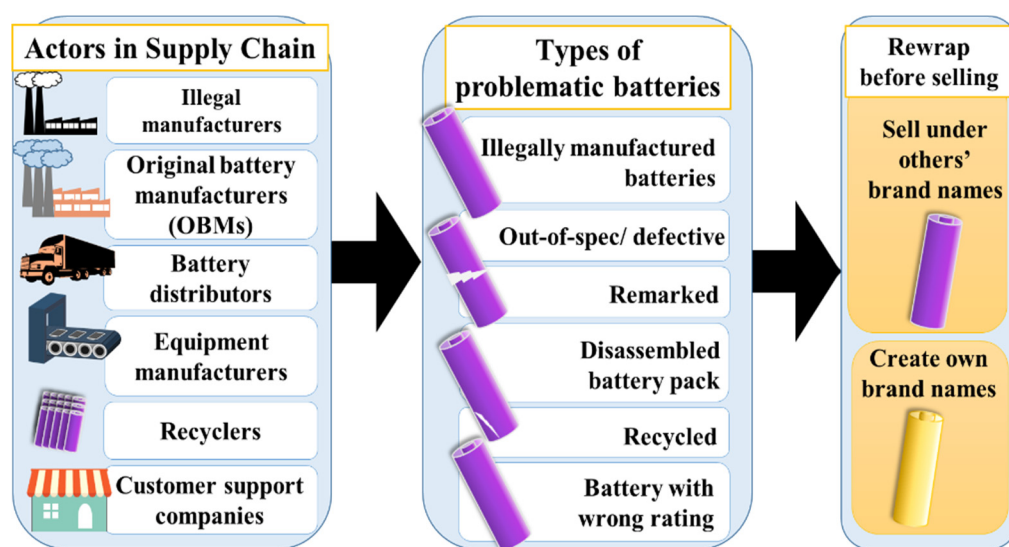 Actors in Supply Chain
Illegal
manufacturers
Original battery
manufacturers
(OBMs)
Battery
distributors
Equipment
manufacturers
Recyclers
Customer support
companies
Types of
problematic batteries
Illegally manufactured
batteries
Out-of-spec/ defective
Remarked
Disassembled
battery pack
Recycled
Battery with
wrong rating
Rewrap
before selling
Sell under
others’
brand names
Create own
brand names